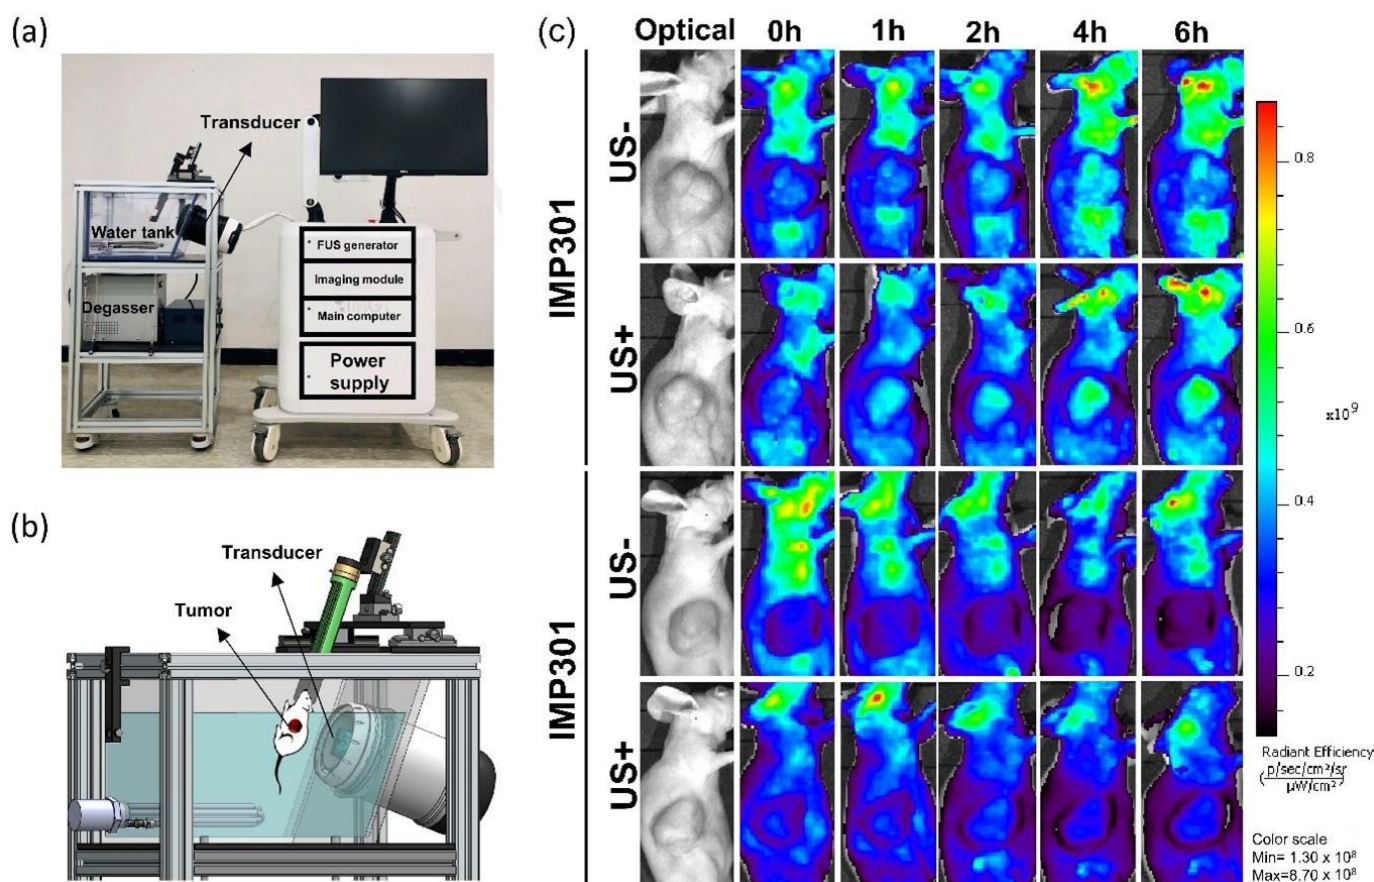 (a)
Transducer
Water tank
Degasser
FUS generator
Imaging module
Main computer
Power
supply
(b)
Transducer
Tumor
(c)
Optical 0h 1h 2h 4h 6h
IMP301
US-
US+
IMP301
US-
US+
0.8
0.6
x10⁹
0.4
0.2
Radiant Efficiency
(p/sec/cm²/sr
μW/cm²)
Color scale
Min= 1.30 x 10⁸
Max=8.70 x 10⁸